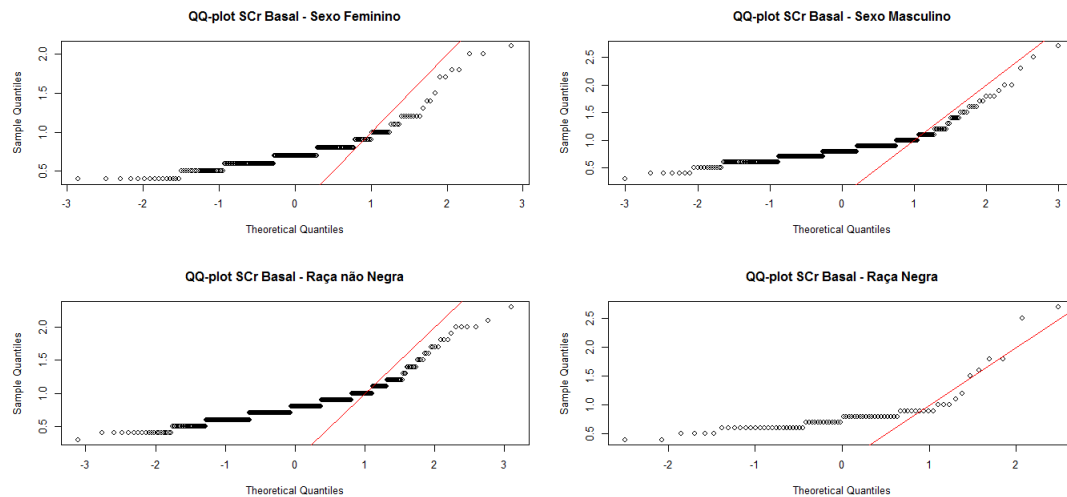 QQ-plot SCr Basal - Sexo Feminino
Sample Quantiles
0.5 1.0 1.5 2.0
-3 -2 -1 0 1 2 3
Theoretical Quantiles
QQ-plot SCr Basal - Sexo Masculino
Sample Quantiles
0.5 1.0 1.5 2.0 2.5
-3 -2 -1 0 1 2 3
Theoretical Quantiles
QQ-plot SCr Basal - Raça não Negra
Sample Quantiles
0.5 1.0 1.5 2.0
-3 -2 -1 0 1 2 3
Theoretical Quantiles
QQ-plot SCr Basal - Raça Negra
Sample Quantiles
0.5 1.0 1.5 2.0 2.5
-2 -1 0 1 2
Theoretical Quantiles